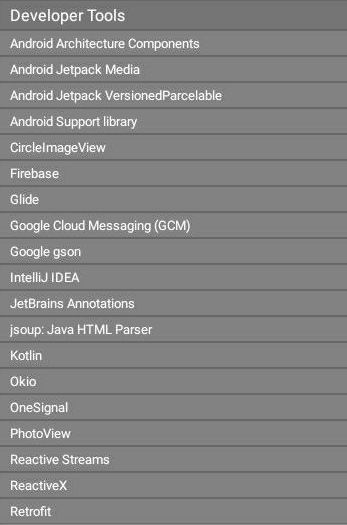 Developer Tools
Android Architecture Components
Android Jetpack Media
Android Jetpack VersionedParcelable
Android Support library
CircleImageView
Firebase
Glide
Google Cloud Messaging (GCM)
Google gson
IntelliJ IDEA
JetBrains Annotations
jsoup: Java HTML Parser
Kotlin
Okio
OneSignal
PhotoView
Reactive Streams
ReactiveX
Retrofit